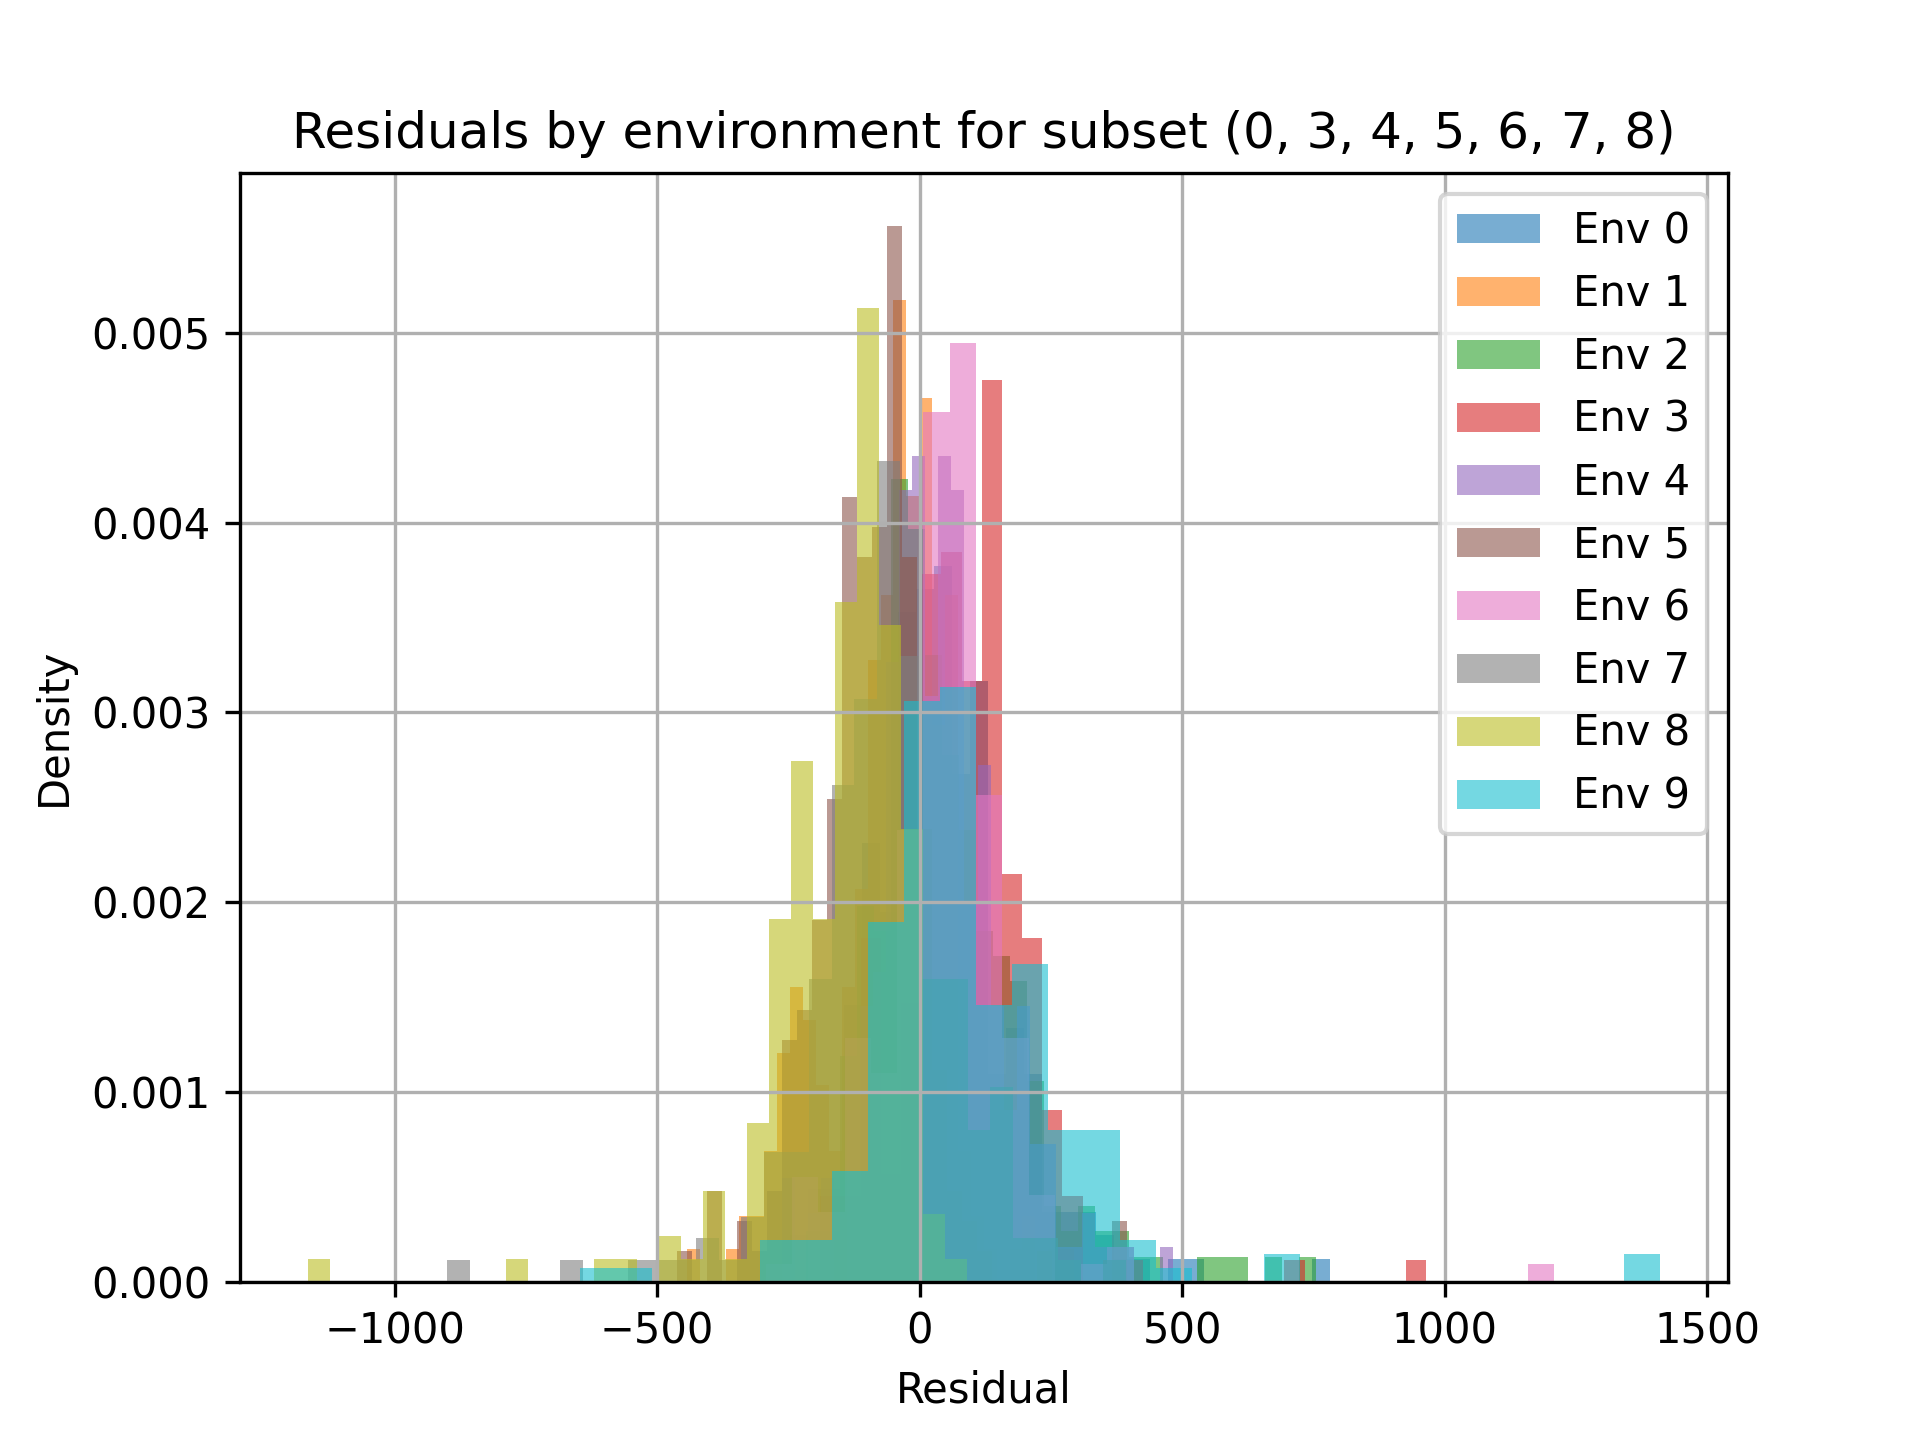 Residuals by environment for subset (0, 3, 4, 5, 6, 7, 8)
Env 0
Env 1
Env 2
Env 3
Env 4
Env 5
Env 6
Env 7
Env 8
Env 9
Density
0.005
0.004
0.003
0.002
0.001
0.000
−1000 −500 0 500 1000 1500
Residual